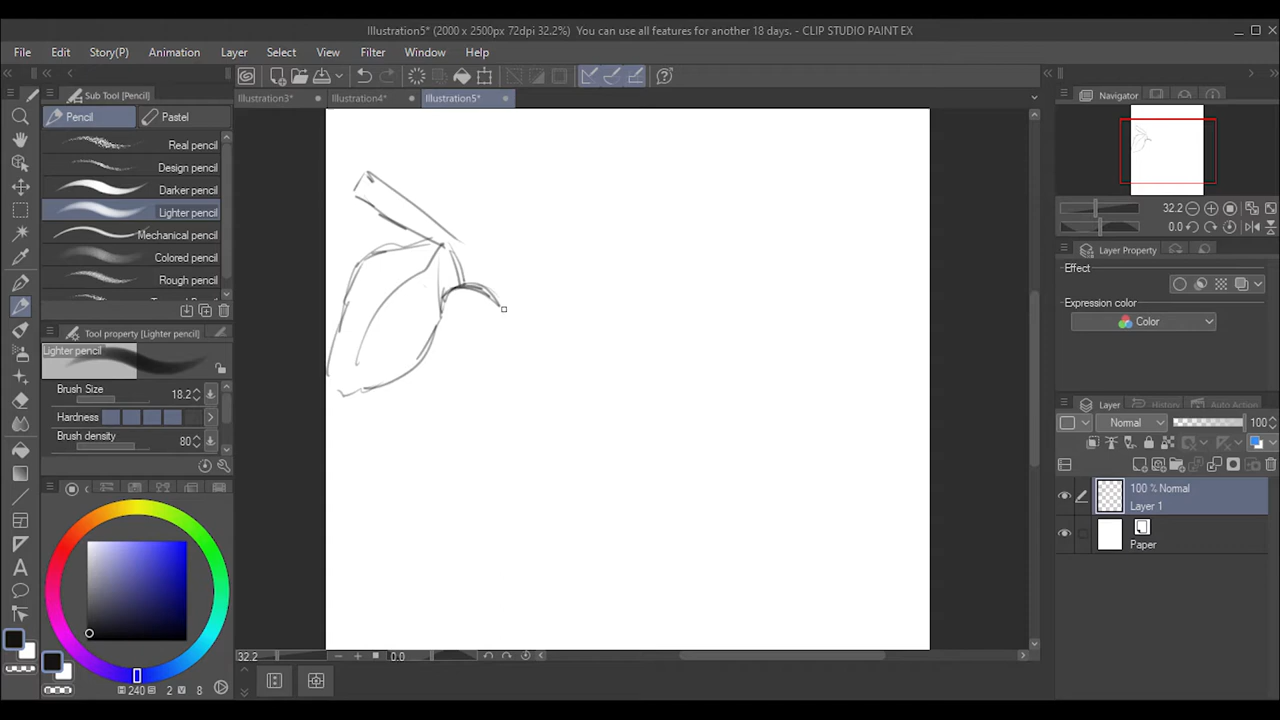 Illustration5* (2000 x 2500px 72dpi 32.2%)  You can use all features for another 18 days. - CLIP STUDIO PAINT EX
File Edit Story(P) Animation Layer Select View Filter Window Help
Sub Tool [Pencil]
Illustration3* Illustration4* Illustration5*
Navigator
Pencil Pastel
Real pencil
Design pencil
Darker pencil
Lighter pencil
Mechanical pencil
Colored pencil
Rough pencil
32.2
0.0
Layer Property
Effect
Expression color
Color
Tool property [Lighter pencil]
Lighter pencil
Brush Size 18.2
Hardness
Brush density 80
Layer History Auto Action
Normal 100
100 % Normal
Layer 1
Paper
32.2 0.0
H 240 S 2 V 8